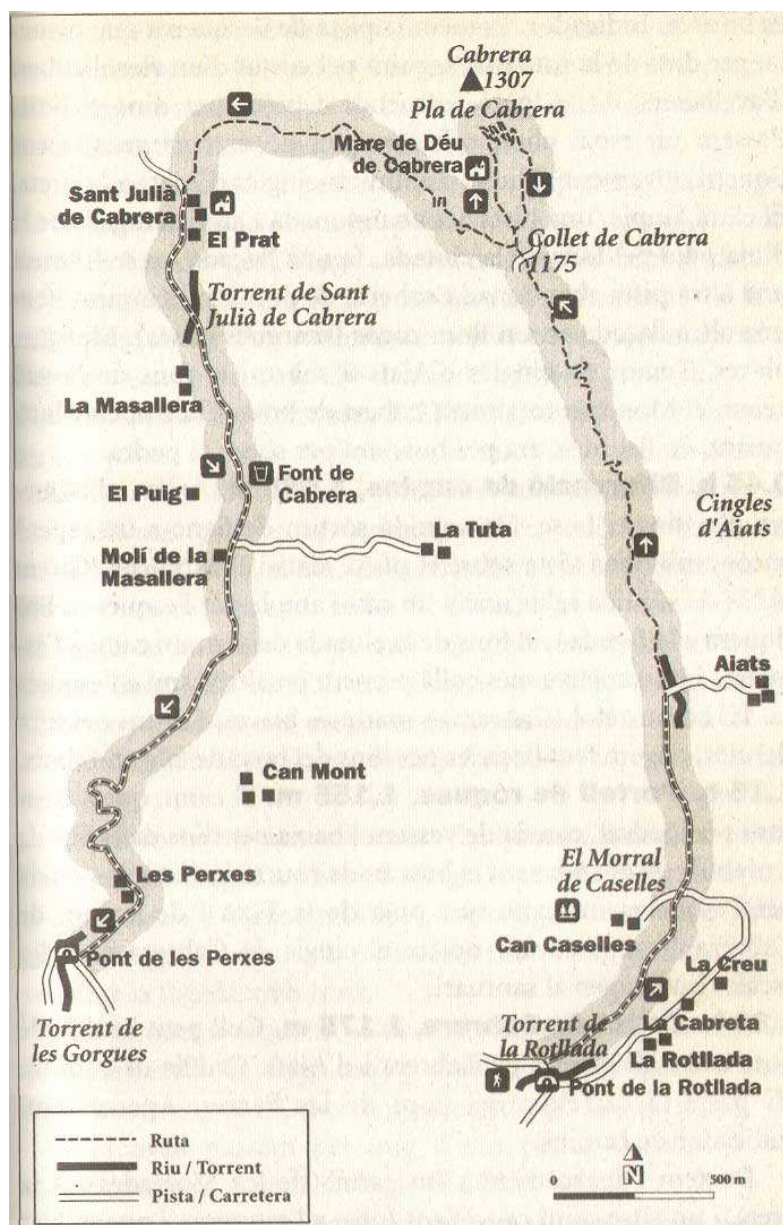 Cabrera
1307
Pla de Cabrera
Mare de Déu
de Cabrera
Sant Julià
de Cabrera
El Prat
Collet de Cabrera
1175
Torrent de Sant
Julià de Cabrera
La Masallera
Font de
Cabrera
El Puig
Cingles
d'Aiats
La Tuta
Molí de la
Masallera
Aiats
Can Mont
El Morral
de Caselles
Les Perxes
Can Caselles
Pont de les Perxes
La Creu
La Cabreta
Torrent de
les Gorgues
Torrent de
la Rotllada
La Rotllada
Pont de la Rotllada
Ruta
Riu / Torrent
Pista / Carretera
N
0 500 m